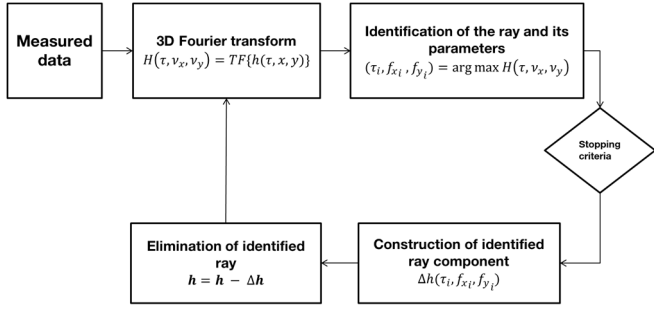 Measured
data
3D Fourier transform
H(τ, ν_x, ν_y) = TF{h(τ, x, y)}
Identification of the ray and its
parameters
(τ_i, f_{x_i}, f_{y_i}) = arg max H(τ, ν_x, ν_y)
Stopping
criteria
Construction of identified
ray component
Δh(τ_i, f_{x_i}, f_{y_i})
Elimination of identified
ray
h = h − Δh